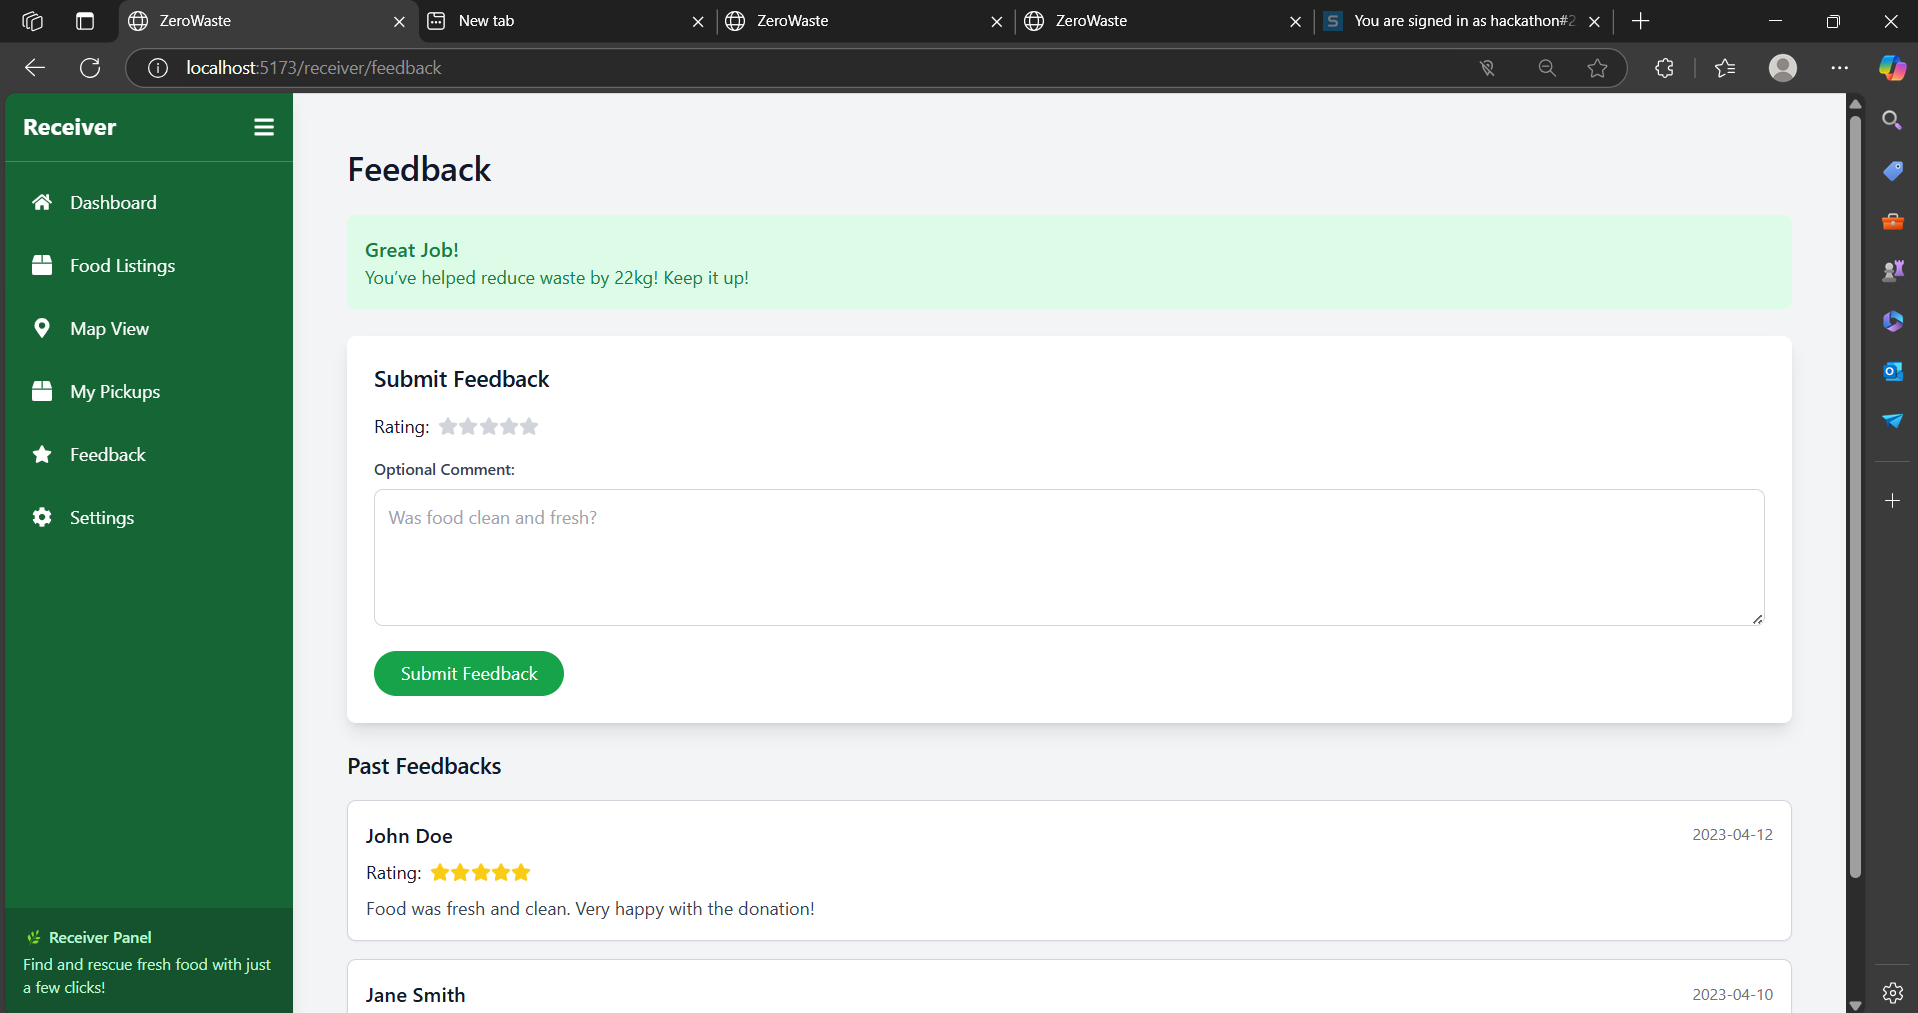 ZeroWaste
New tab
ZeroWaste
ZeroWaste
You are signed in as hackathon#2
localhost:5173/receiver/feedback
Receiver
Dashboard
Food Listings
Map View
My Pickups
Feedback
Settings
Receiver Panel
Find and rescue fresh food with just
a few clicks!
Feedback
Great Job!
You've helped reduce waste by 22kg! Keep it up!
Submit Feedback
Rating:
Optional Comment:
Was food clean and fresh?
Submit Feedback
Past Feedbacks
John Doe
2023-04-12
Rating:
Food was fresh and clean. Very happy with the donation!
Jane Smith
2023-04-10